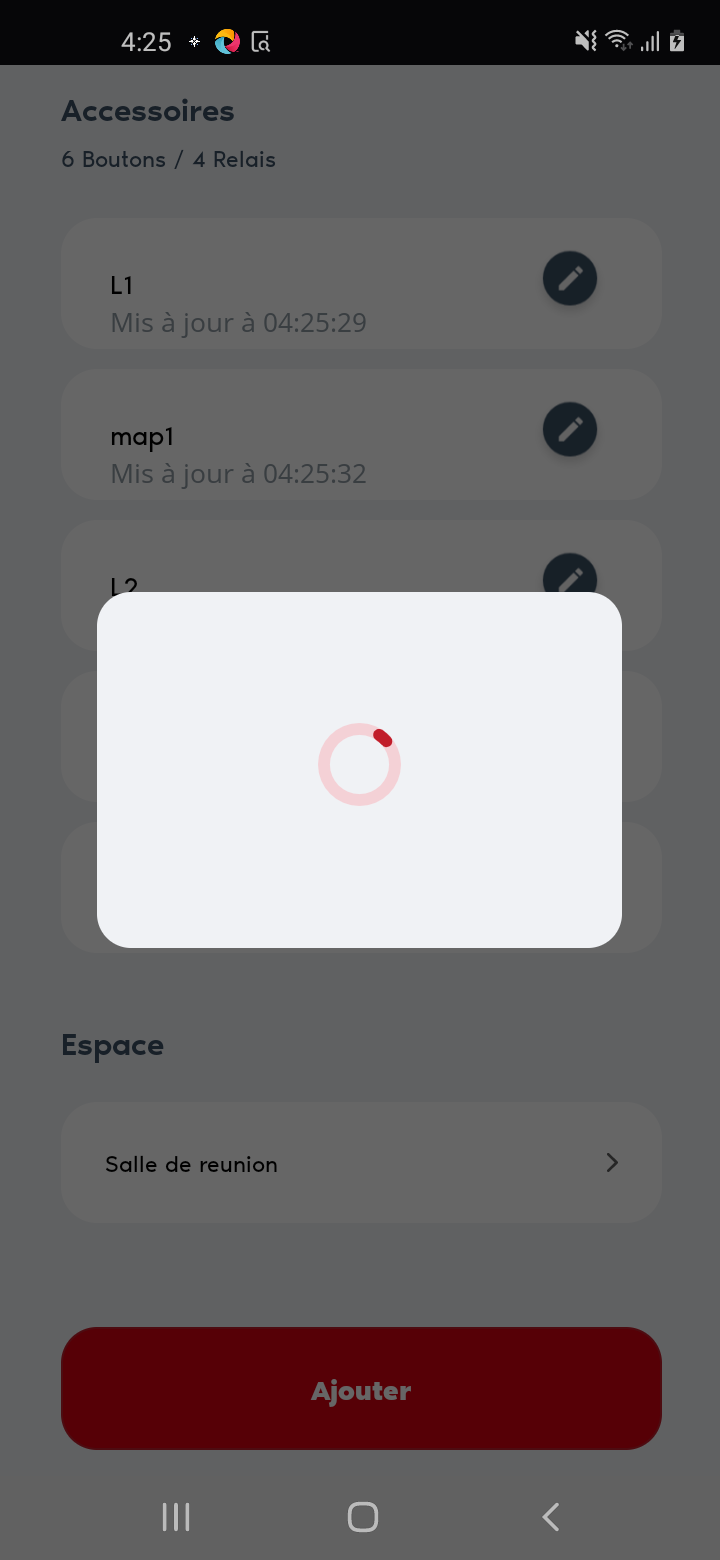 4:25
Accessoires
6 Boutons / 4 Relais
L1
Mis à jour à 04:25:29
map1
Mis à jour à 04:25:32
L2
Espace
Salle de reunion
Ajouter